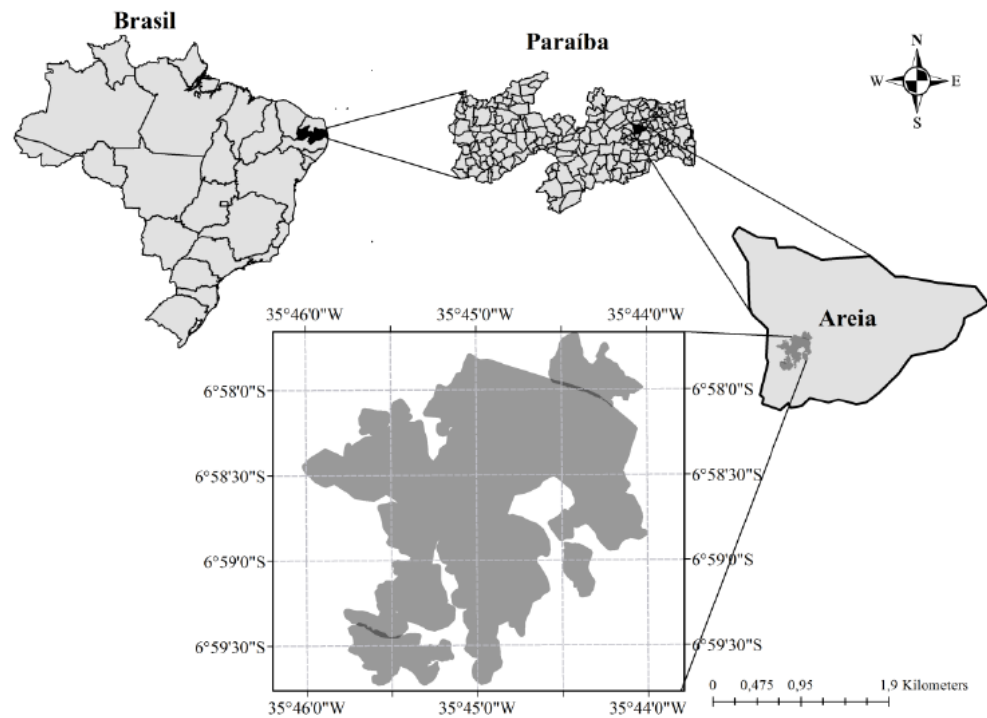 Brasil
Paraíba
N
W E
S
Areia
35°46'0"W 35°45'0"W 35°44'0"W
6°58'0"S 6°58'0"S
6°58'30"S 6°58'30"S
6°59'0"S 6°59'0"S
6°59'30"S 6°59'30"S
35°46'0"W 35°45'0"W 35°44'0"W
0 0,475 0,95 1,9 Kilometers